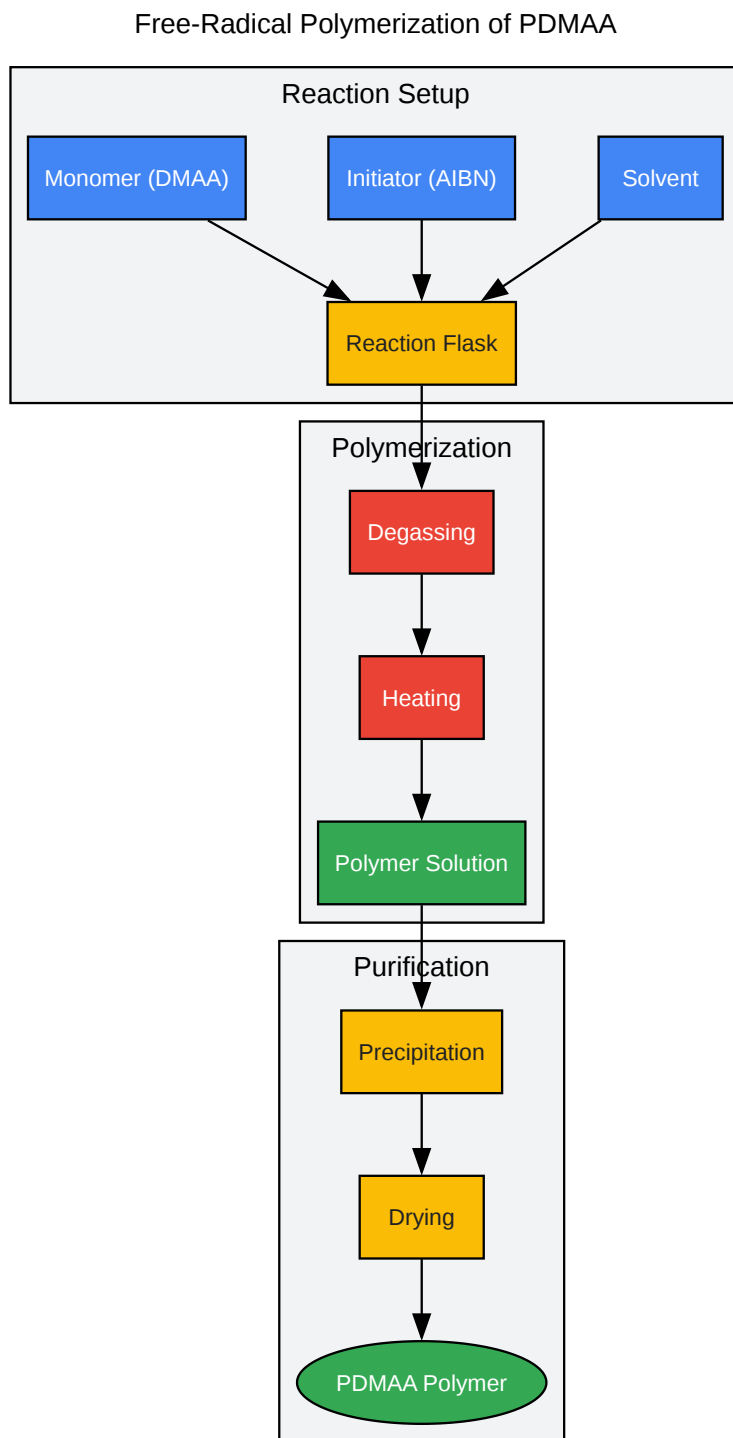 Free-Radical Polymerization of PDMAA
Reaction Setup
Monomer (DMAA)
Initiator (AIBN)
Solvent
Reaction Flask
Polymerization
Degassing
Heating
Polymer Solution
Purification
Precipitation
Drying
PDMAA Polymer